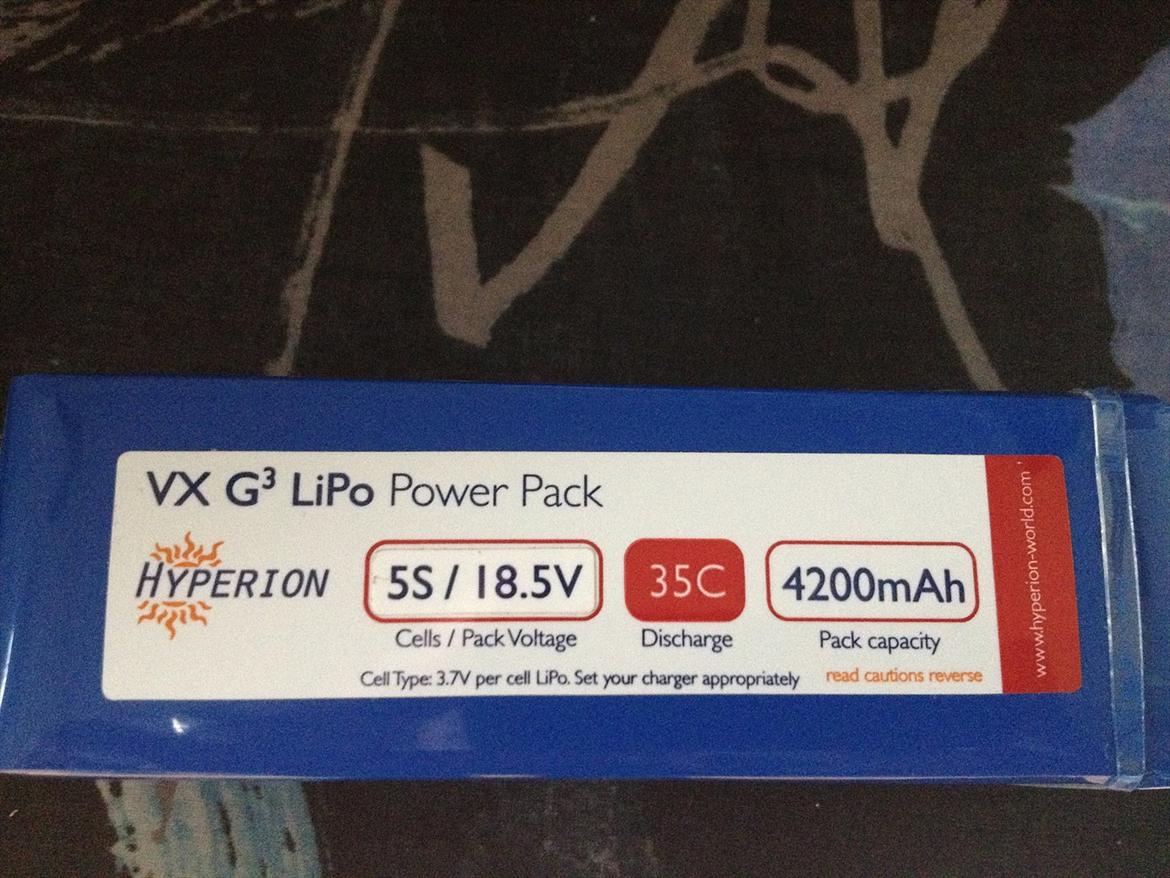 VX G³ LiPo Power Pack
HYPERION
5S / 18.5V
35C
4200mAh
Cells / Pack Voltage
Discharge
Pack capacity
Cell Type: 3.7V per cell LiPo. Set your charger appropriately
read cautions reverse
www.hyperion-world.com